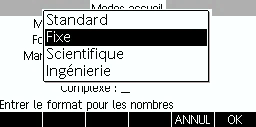 Modes accueil
Standard
Fixe
Scientifique
Ingénierie
Complexe : _
Entrer le format pour les nombres
ANNUL OK